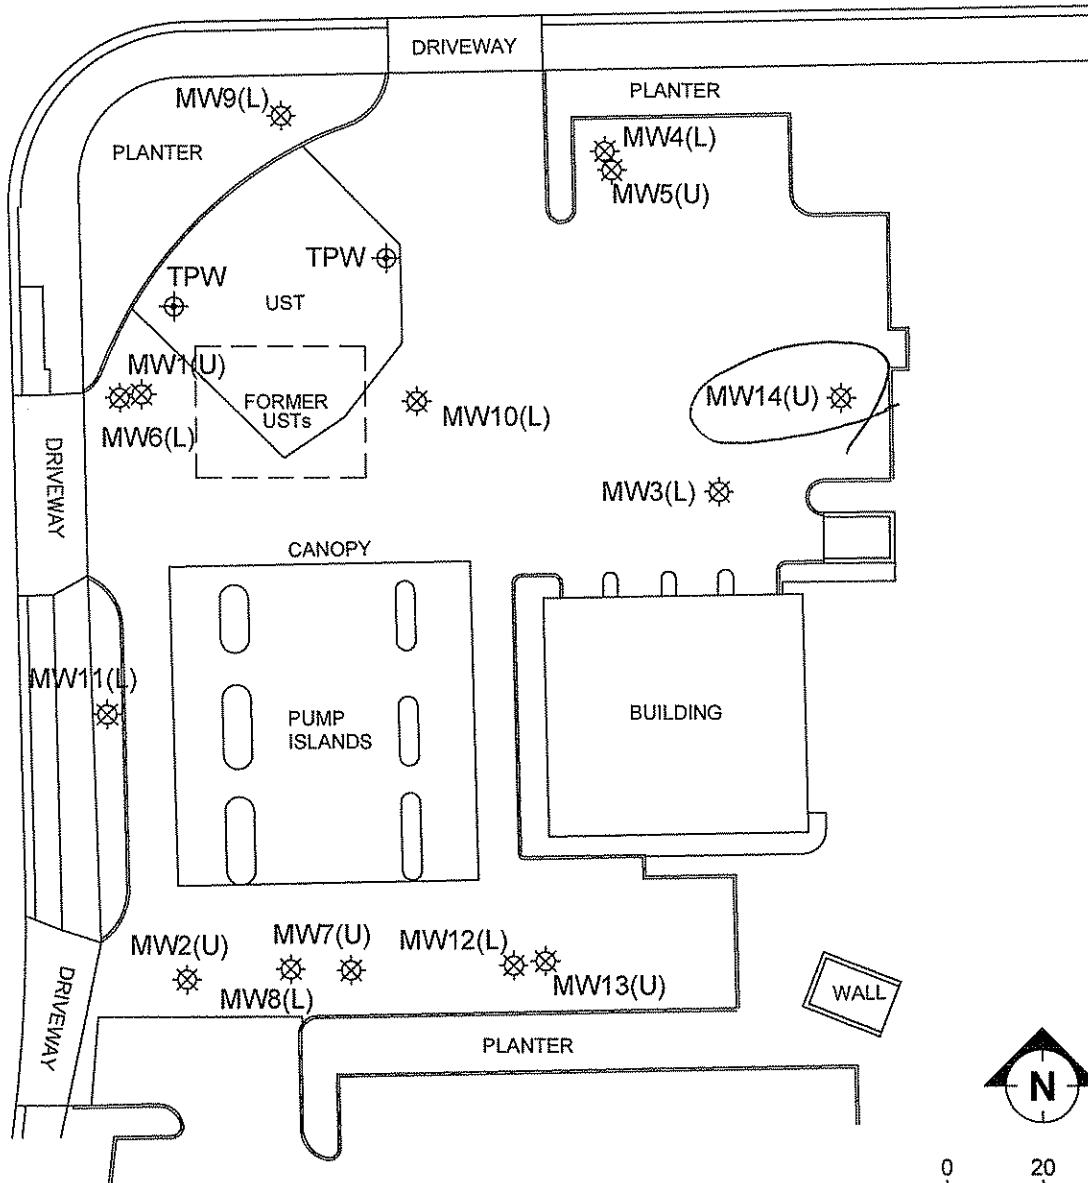 DRIVEWAY
PLANTER
MW9(L)
PLANTER
MW4(L)
MW5(U)
TPW
TPW
UST
MW1(U)
MW6(L)
FORMER
USTs
MW10(L)
MW14(U)
DRIVEWAY
MW3(L)
CANOPY
MW11(L)
PUMP
ISLANDS
BUILDING
MW2(U)
MW7(U)
MW8(L)
MW12(L)
MW13(U)
WALL
DRIVEWAY
PLANTER
N
0 20